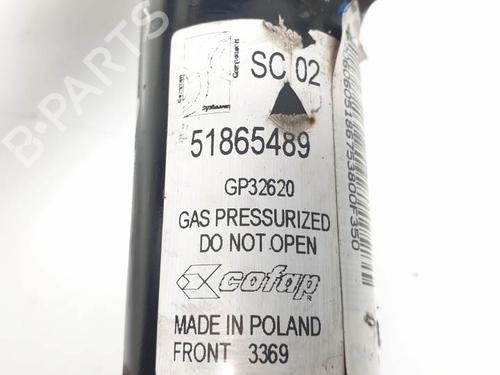 SC 02
51865489
GP32620
GAS PRESSURIZED
DO NOT OPEN
cofap
MADE IN POLAND
FRONT 3369
B-PARTS